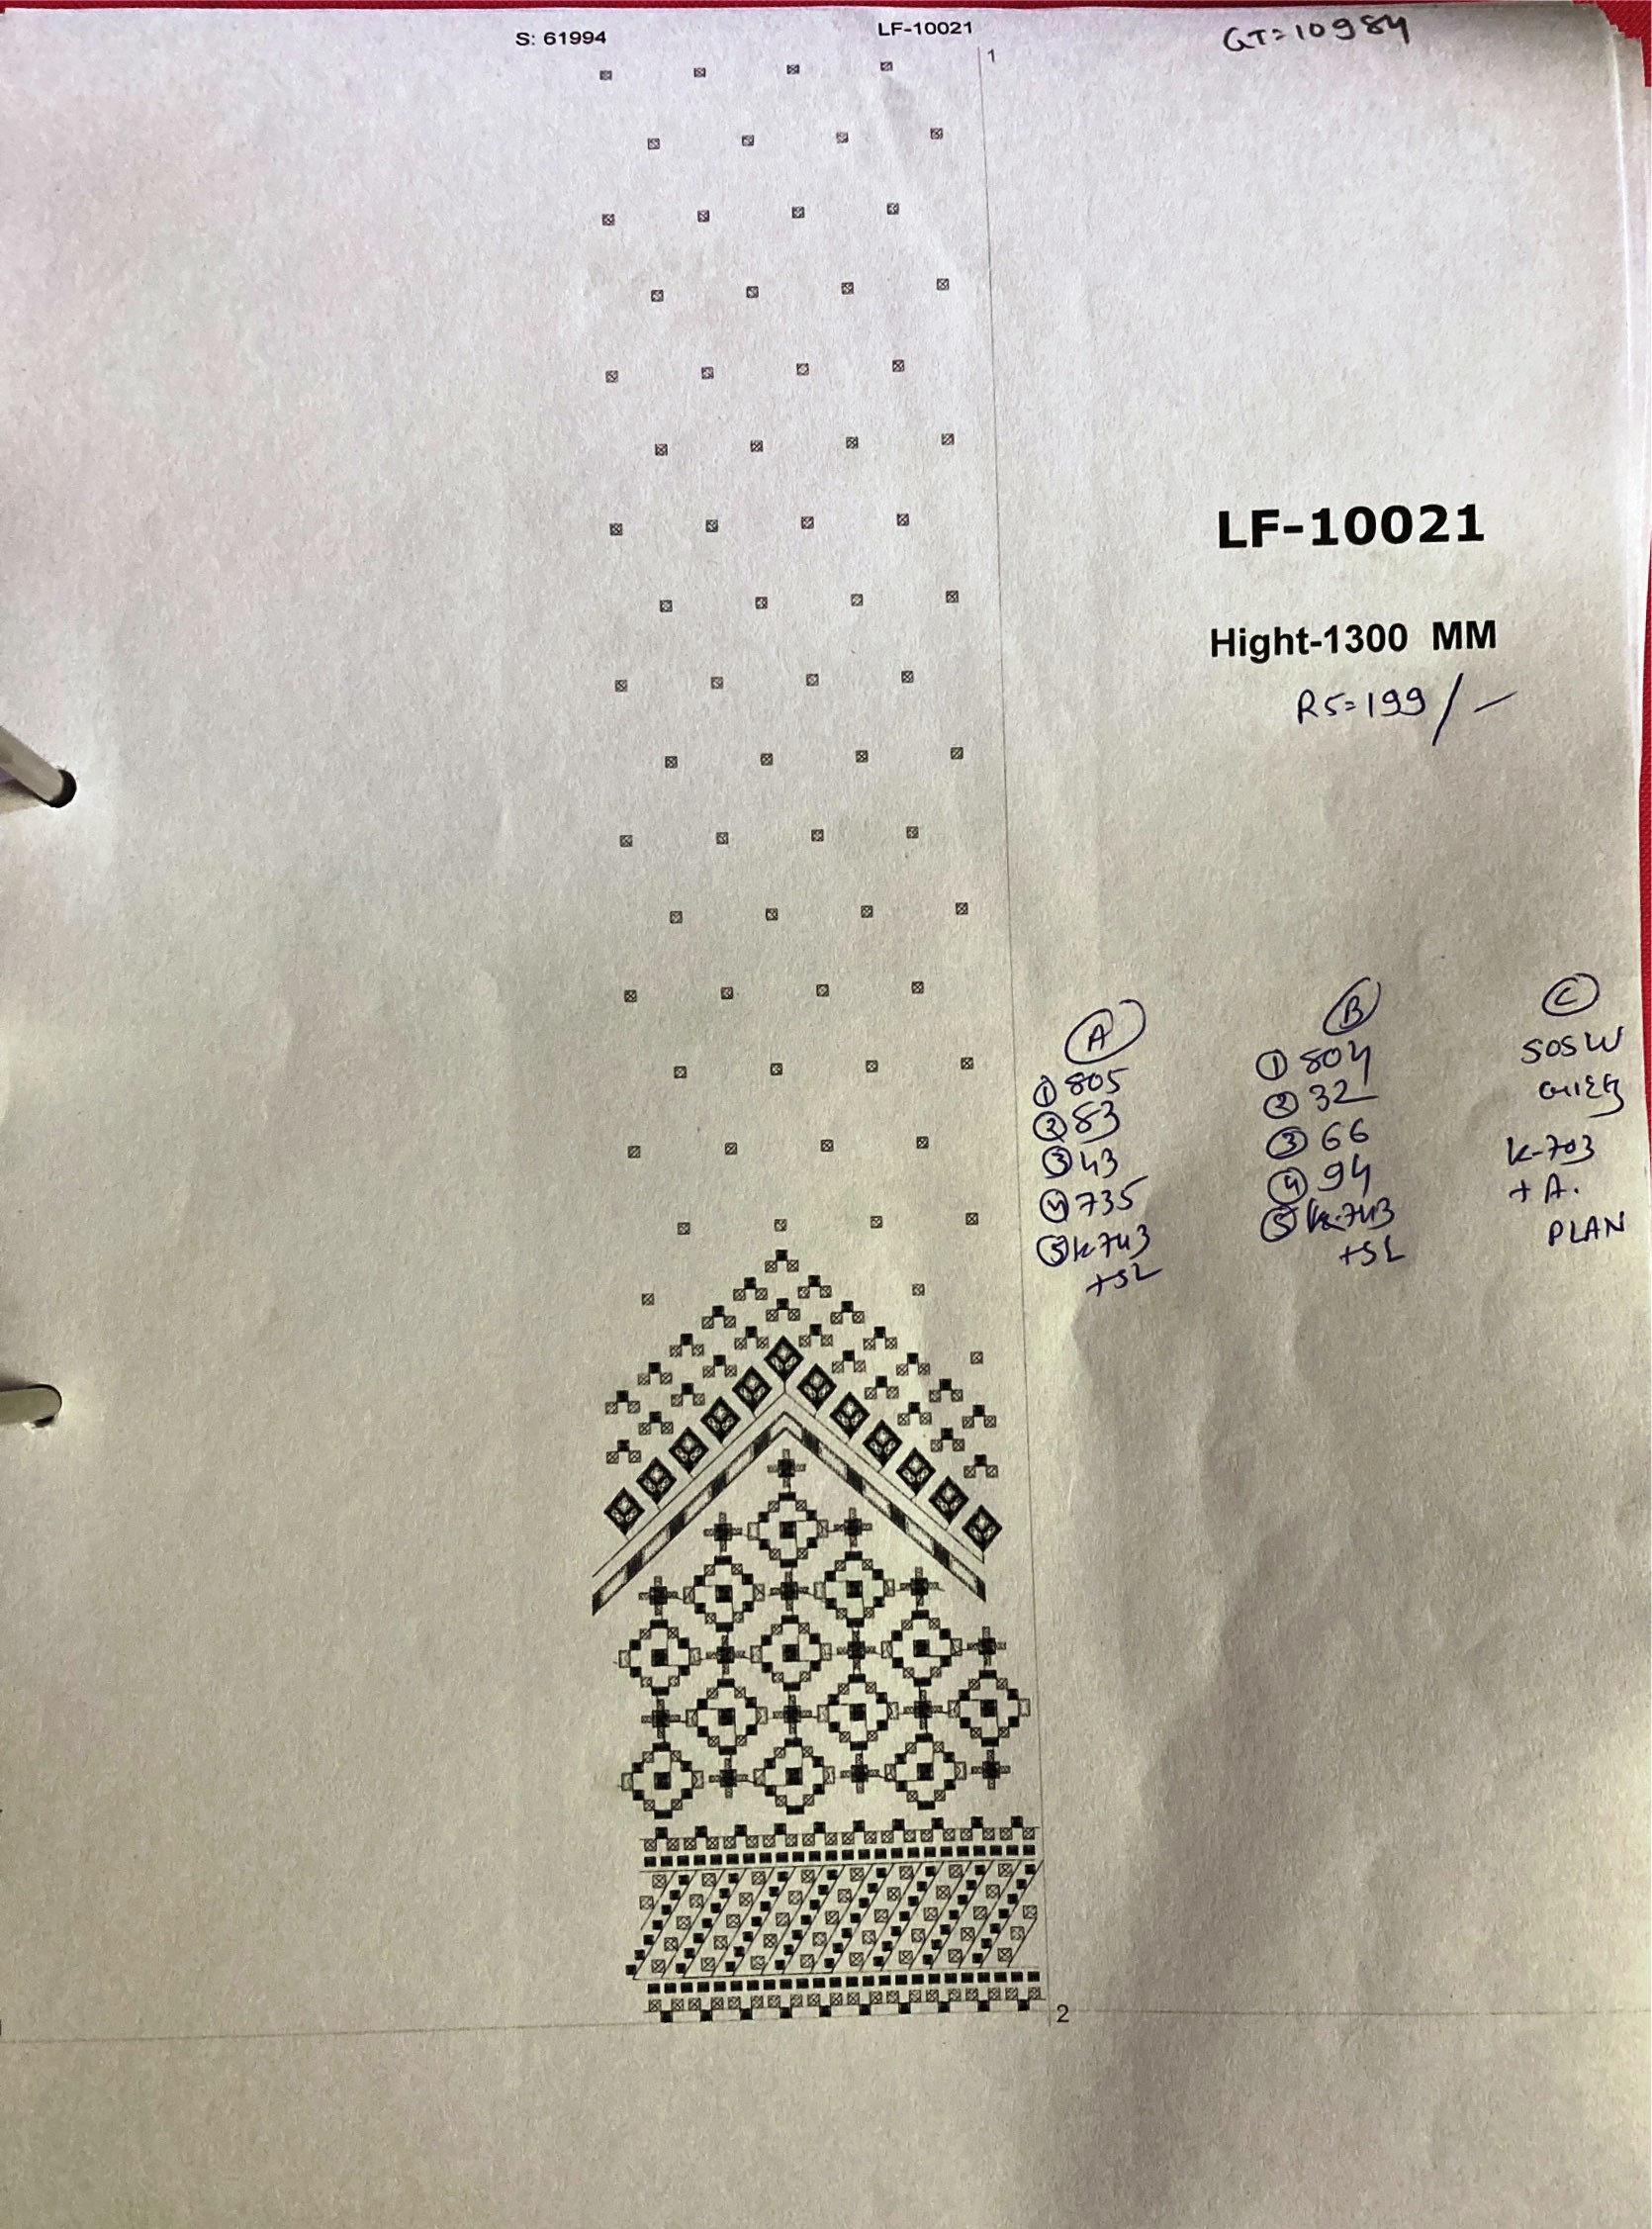 S: 61994
LF-10021
GT=10984
1
LF-10021
Hight-1300 MM
RS=199/-
A
① 805
② 83
③ 43
④ 735
⑤ K-743
+SL
B
① 804
② 32
③ 66
④ 94
⑤ K-743
+SL
C
SOSW
K-703
+ A.
PLAN
2